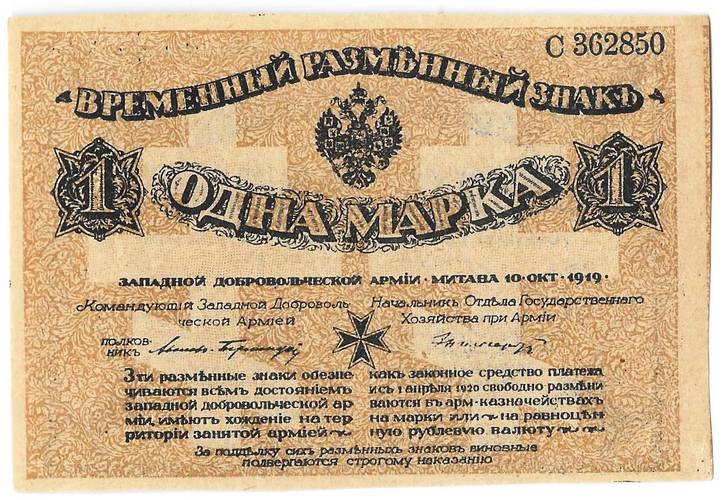 С 362850
ВРЕМЕННЫЙ РАЗМѢННЫЙ ЗНАКЪ
1 ОДНА МАРКА 1
ЗАПАДНОЙ ДОБРОВОЛЬЧЕСКОЙ АРМІИ · МИТАВА 10 · ОКТ · 1919 ·
Командующій Западной Доброволь
ческой Арміей
полков-
никъ
Начальник Отдѣла Государственнаго
Хозяйства при Арміи
Эти размѣнные знаки обезпе
чиваются всѣмъ достояніем
западной добровольческой ар
міи, имѣютъ хожденіе на тер
риторіи занятой арміей
какъ законное средство платежа
и съ 1 апрѣля 1920 свободно размѣни
ваются въ арм · казначействахъ
на марки или на равноцѣн
ную рублевую валюту
За поддѣлку сихъ размѣнныхъ знаковъ виновные
подвергаются строгому наказанію